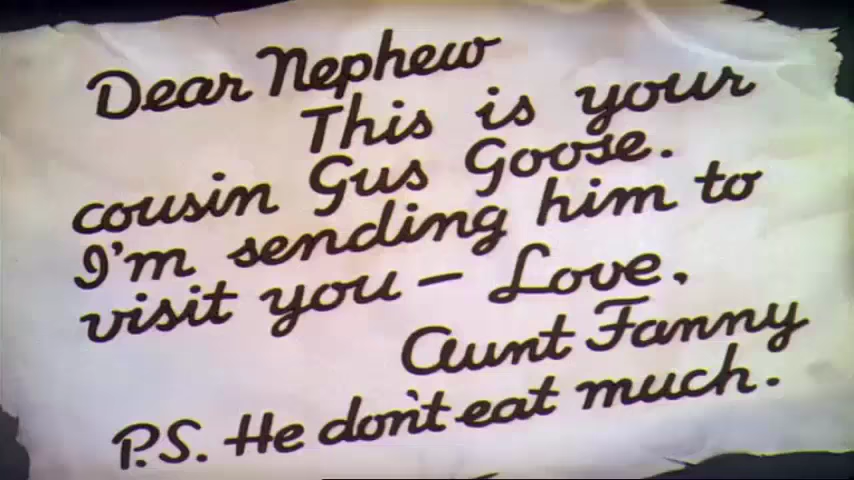 Dear Nephew
This is your
cousin Gus Goose.
I'm sending him to
visit you – Love,
Aunt Fanny
P.S. He don't eat much.